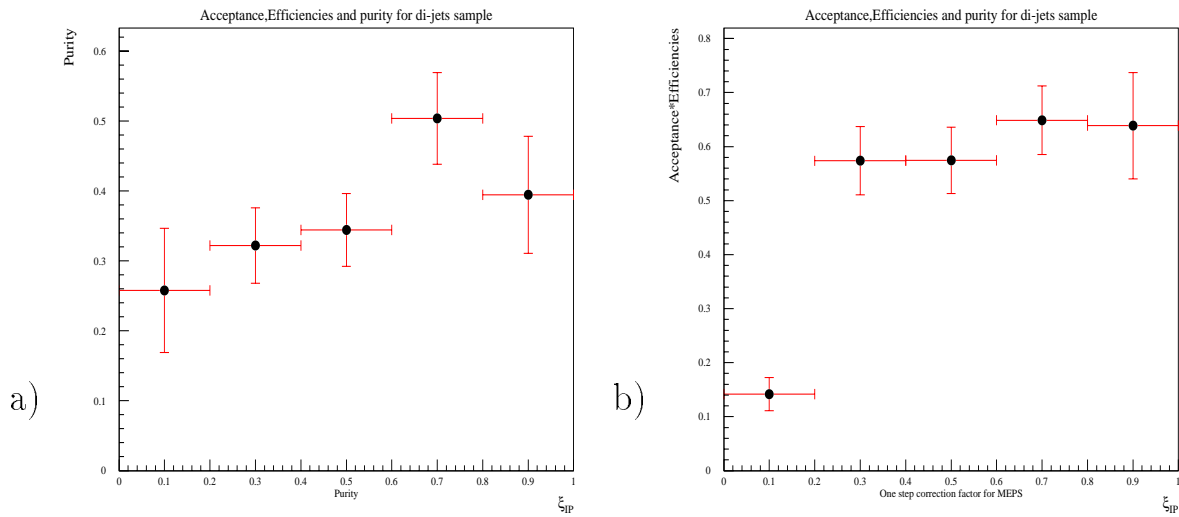 Acceptance,Efficiencies and purity for di-jets sample
Purity
0.6
0.5
0.4
0.3
0.2
0.1
0
0 0.1 0.2 0.3 0.4 0.5 0.6 0.7 0.8 0.9 1
Purity
ξIP
a)
Acceptance,Efficiencies and purity for di-jets sample
Acceptance*Efficiencies
0.8
0.7
0.6
0.5
0.4
0.3
0.2
0.1
0
0 0.1 0.2 0.3 0.4 0.5 0.6 0.7 0.8 0.9 1
One step correction factor for MEPS
ξIP
b)